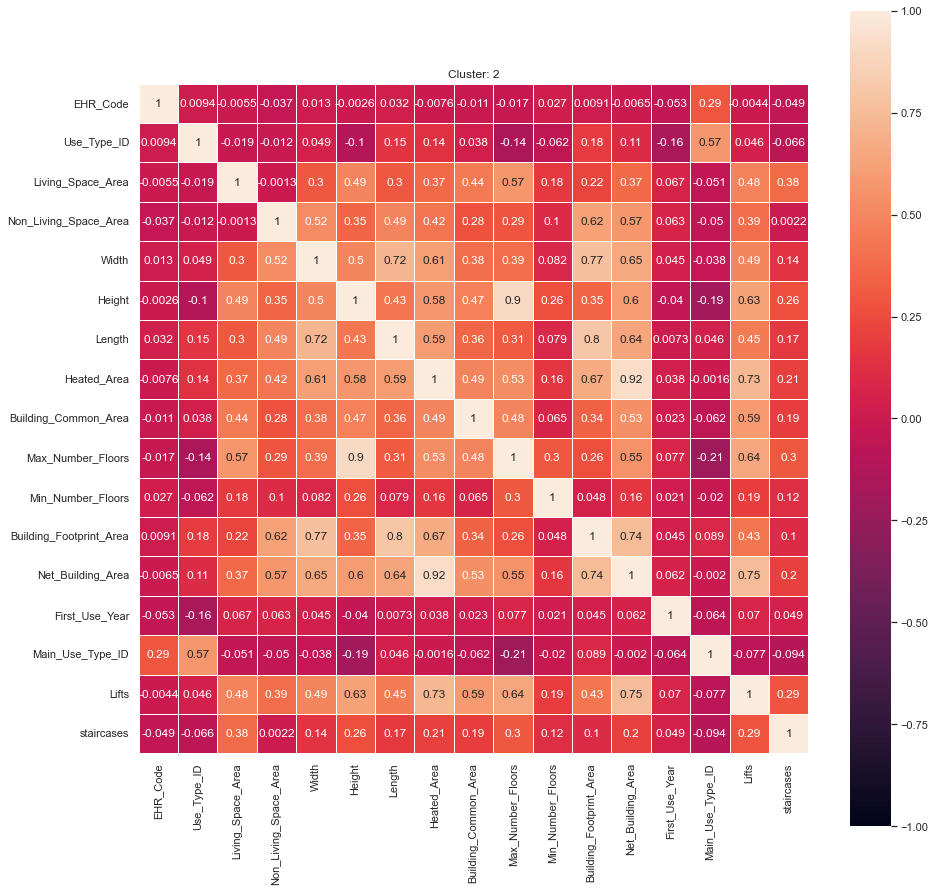 Cluster: 2
EHR_Code 1 0.0094 -0.0055 -0.037 0.013 -0.0026 0.032 -0.0076 -0.011 -0.017 0.027 0.0091 -0.0065 -0.053 0.29 -0.0044 -0.049
Use_Type_ID 0.0094 1 -0.019 -0.012 0.049 -0.1 0.15 0.14 0.038 -0.14 -0.062 0.18 0.11 -0.16 0.57 0.046 -0.066
Living_Space_Area -0.0055 -0.019 1 -0.0013 0.3 0.49 0.3 0.37 0.44 0.57 0.18 0.22 0.37 0.067 -0.051 0.48 0.38
Non_Living_Space_Area -0.037 -0.012 -0.0013 1 0.52 0.35 0.49 0.42 0.28 0.29 0.1 0.62 0.57 0.063 -0.05 0.39 0.0022
Width 0.013 0.049 0.3 0.52 1 0.5 0.72 0.61 0.38 0.39 0.082 0.77 0.65 0.045 -0.038 0.49 0.14
Height -0.0026 -0.1 0.49 0.35 0.5 1 0.43 0.58 0.47 0.9 0.26 0.35 0.6 -0.04 -0.19 0.63 0.26
Length 0.032 0.15 0.3 0.49 0.72 0.43 1 0.59 0.36 0.31 0.079 0.8 0.64 0.0073 0.046 0.45 0.17
Heated_Area -0.0076 0.14 0.37 0.42 0.61 0.58 0.59 1 0.49 0.53 0.16 0.67 0.92 0.038 -0.0016 0.73 0.21
Building_Common_Area -0.011 0.038 0.44 0.28 0.38 0.47 0.36 0.49 1 0.48 0.065 0.34 0.53 0.023 -0.062 0.59 0.19
Max_Number_Floors -0.017 -0.14 0.57 0.29 0.39 0.9 0.31 0.53 0.48 1 0.3 0.26 0.55 0.077 -0.21 0.64 0.3
Min_Number_Floors 0.027 -0.062 0.18 0.1 0.082 0.26 0.079 0.16 0.065 0.3 1 0.048 0.16 0.021 -0.02 0.19 0.12
Building_Footprint_Area 0.0091 0.18 0.22 0.62 0.77 0.35 0.8 0.67 0.34 0.26 0.048 1 0.74 0.045 0.089 0.43 0.1
Net_Building_Area -0.0065 0.11 0.37 0.57 0.65 0.6 0.64 0.92 0.53 0.55 0.16 0.74 1 0.062 -0.002 0.75 0.2
First_Use_Year -0.053 -0.16 0.067 0.063 0.045 -0.04 0.0073 0.038 0.023 0.077 0.021 0.045 0.062 1 -0.064 0.07 0.049
Main_Use_Type_ID 0.29 0.57 -0.051 -0.05 -0.038 -0.19 0.046 -0.0016 -0.062 -0.21 -0.02 0.089 -0.002 -0.064 1 -0.077 -0.094
Lifts -0.0044 0.046 0.48 0.39 0.49 0.63 0.45 0.73 0.59 0.64 0.19 0.43 0.75 0.07 -0.077 1 0.29
staircases -0.049 -0.066 0.38 0.0022 0.14 0.26 0.17 0.21 0.19 0.3 0.12 0.1 0.2 0.049 -0.094 0.29 1
EHR_Code
Use_Type_ID
Living_Space_Area
Non_Living_Space_Area
Width
Height
Length
Heated_Area
Building_Common_Area
Max_Number_Floors
Min_Number_Floors
Building_Footprint_Area
Net_Building_Area
First_Use_Year
Main_Use_Type_ID
Lifts
staircases
1.00
0.75
0.50
0.25
0.00
−0.25
−0.50
−0.75
−1.00